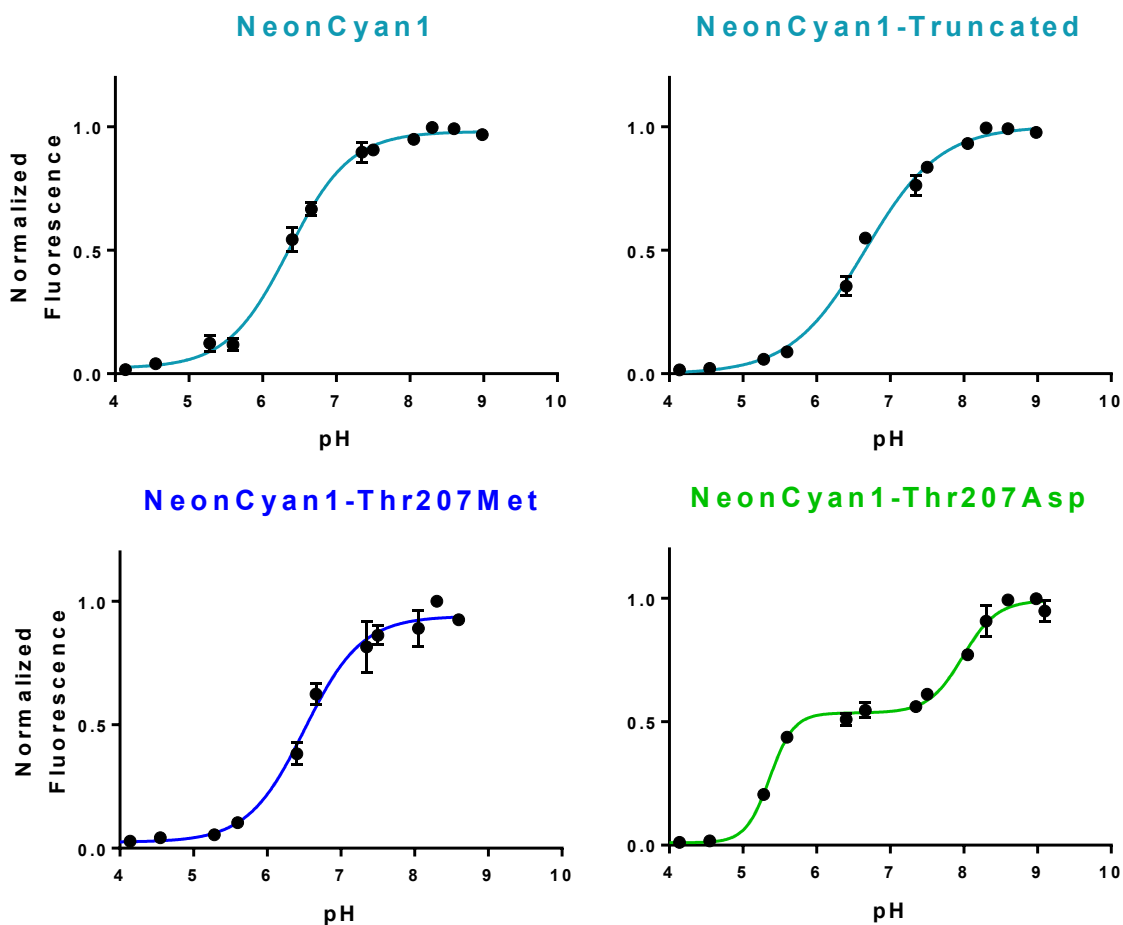 NeonCyan1
NeonCyan1-Truncated
Normalized
Fluorescence
1.0
0.5
0.0
4 5 6 7 8 9 10
pH
1.0
0.5
0.0
4 5 6 7 8 9 10
pH
NeonCyan1-Thr207Met
NeonCyan1-Thr207Asp
Normalized
Fluorescence
1.0
0.5
0.0
4 5 6 7 8 9 10
pH
1.0
0.5
0.0
4 5 6 7 8 9 10
pH